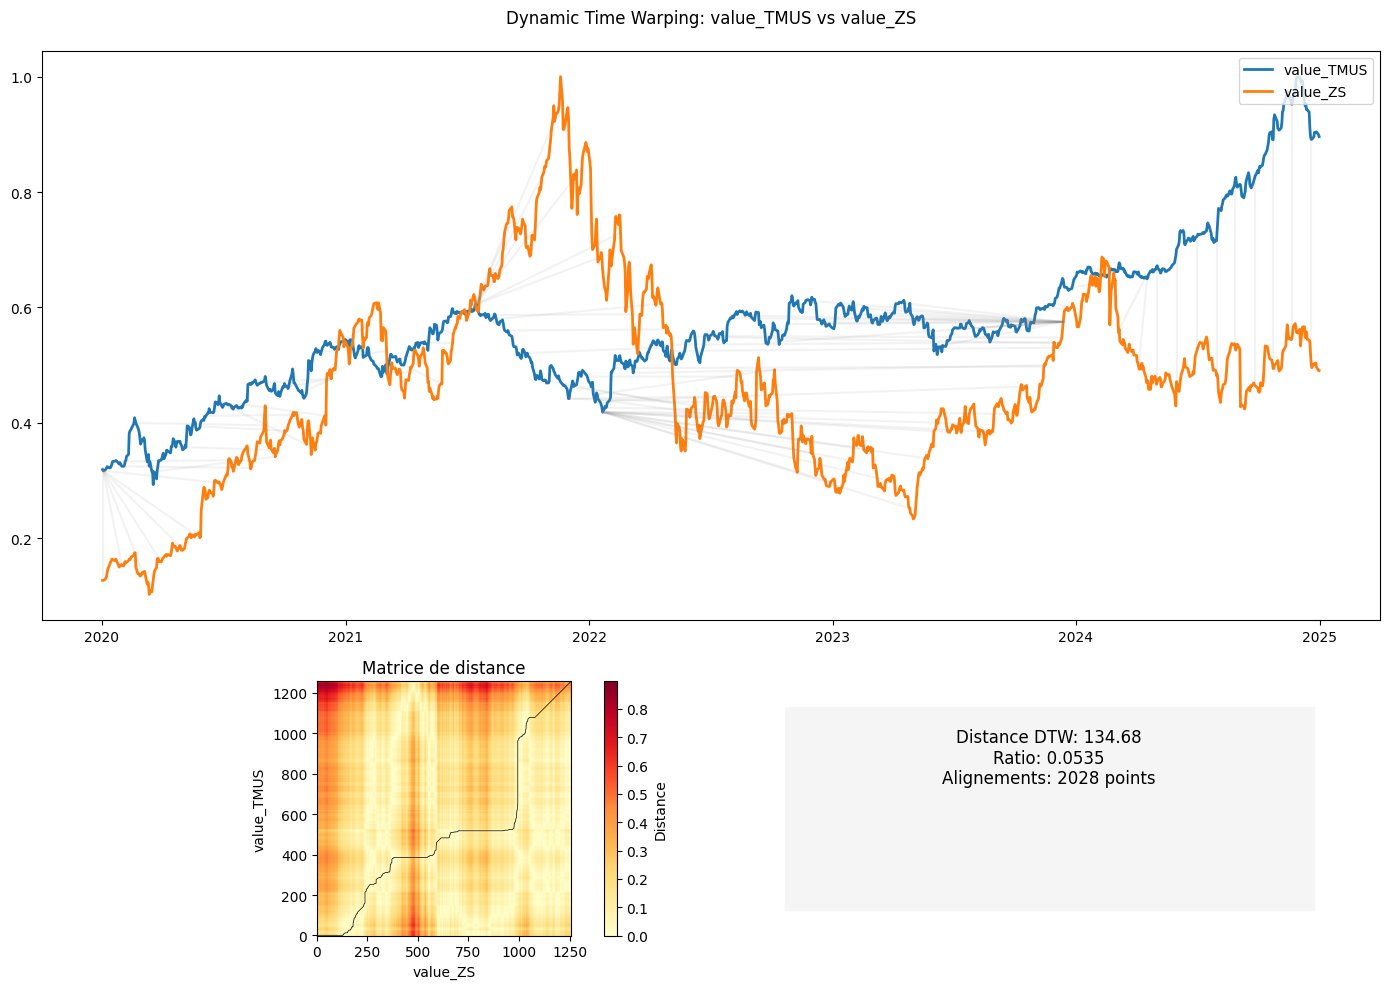 Dynamic Time Warping: value_TMUS vs value_ZS
value_TMUS
value_ZS
1.0
0.8
0.6
0.4
0.2
2020 2021 2022 2023 2024 2025
Matrice de distance
value_TMUS
1200
1000
800
600
400
200
0
0 250 500 750 1000 1250
value_ZS
0.8
0.7
0.6
0.5
0.4
0.3
0.2
0.1
0.0
Distance
Distance DTW: 134.68
Ratio: 0.0535
Alignements: 2028 points